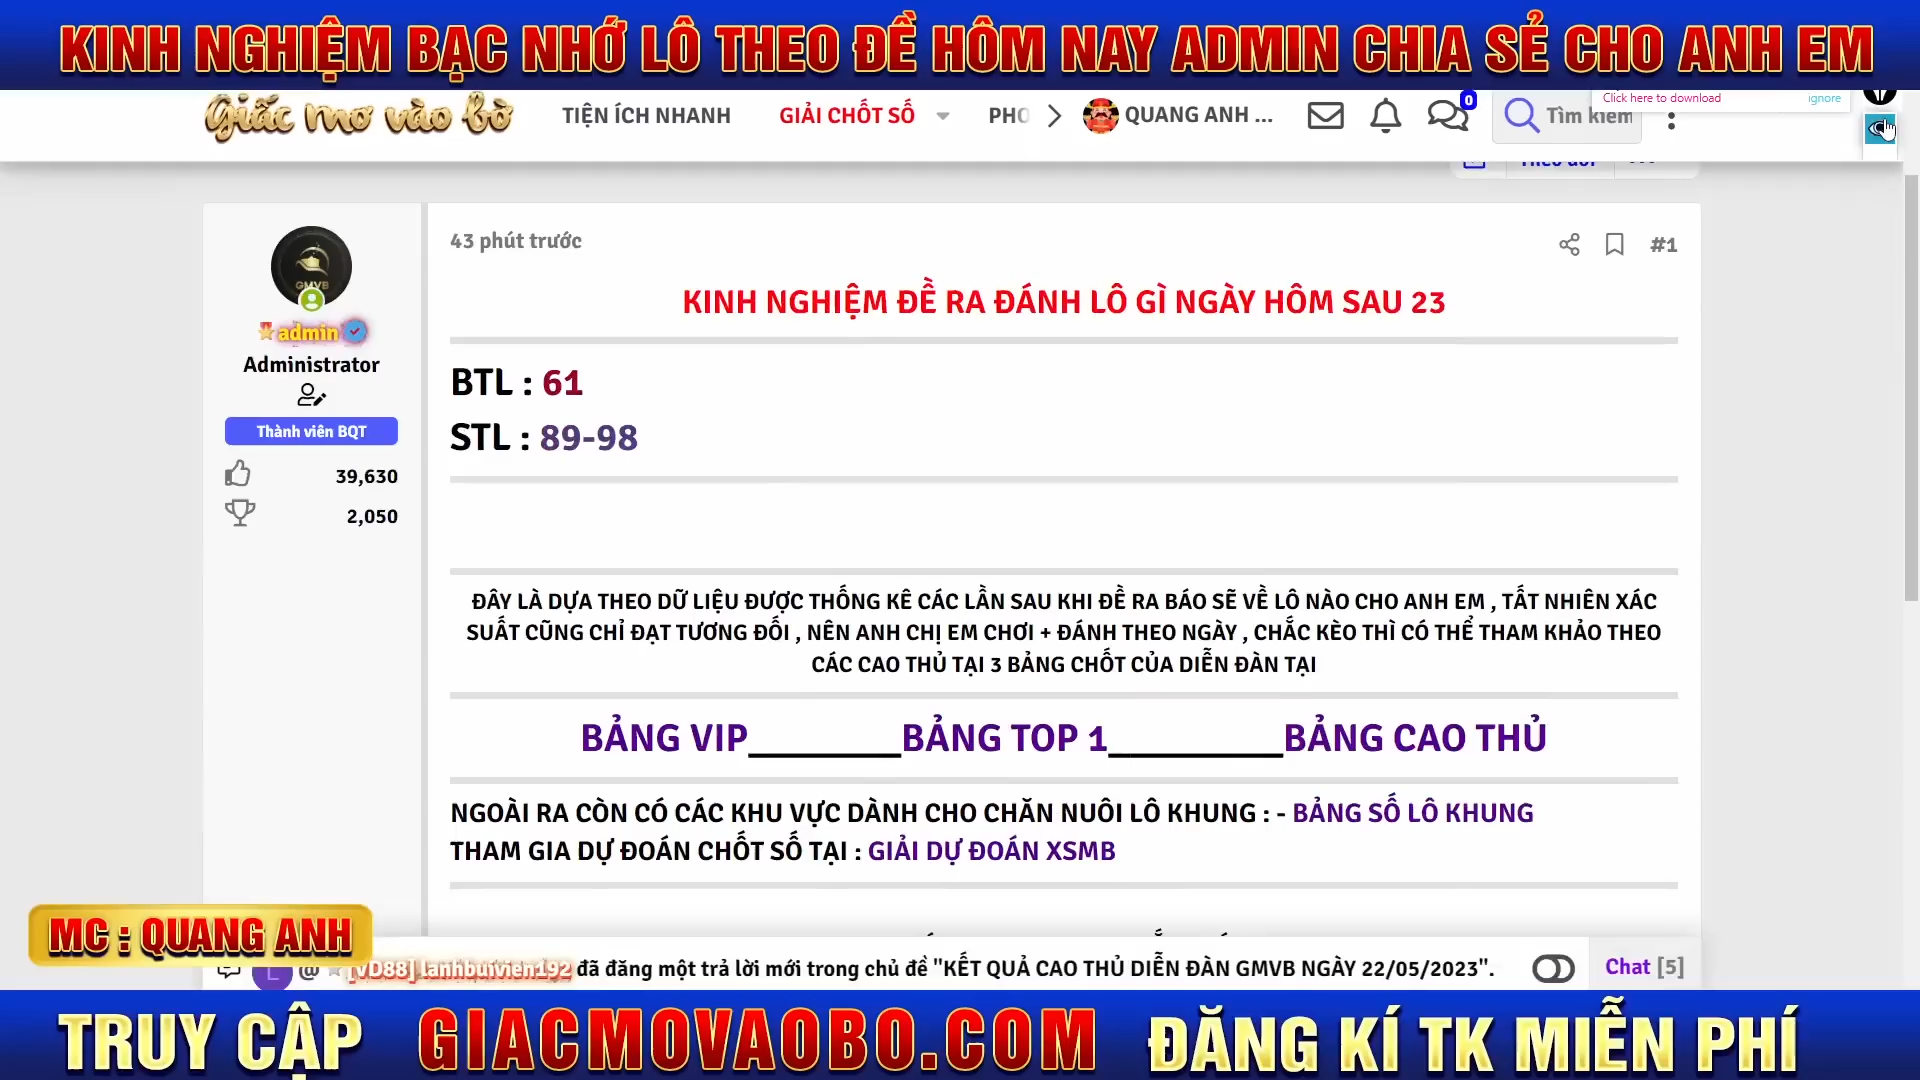 KINH NGHIỆM BẠC NHỚ LÔ THEO ĐỀ HÔM NAY ADMIN CHIA SẺ CHO ANH EM
Giấc mơ vào bờ
TIỆN ÍCH NHANH
GIẢI CHỐT SỐ
PHO
QUANG ANH ...
0
Tìm kiếm
Click here to download
ignore
Theo dõi
43 phút trước
#1
GMVB
admin
Administrator
Thành viên BQT
39,630
2,050
KINH NGHIỆM ĐỀ RA ĐÁNH LÔ GÌ NGÀY HÔM SAU 23
BTL : 61
STL : 89-98
ĐÂY LÀ DỰA THEO DỮ LIỆU ĐƯỢC THỐNG KÊ CÁC LẦN SAU KHI ĐỀ RA BÁO SẼ VỀ LÔ NÀO CHO ANH EM , TẤT NHIÊN XÁC
SUẤT CŨNG CHỈ ĐẠT TƯƠNG ĐỐI , NÊN ANH CHỊ EM CHƠI + ĐÁNH THEO NGÀY , CHẮC KÈO THÌ CÓ THỂ THAM KHẢO THEO
CÁC CAO THỦ TẠI 3 BẢNG CHỐT CỦA DIỄN ĐÀN TẠI
BẢNG VIP_______BẢNG TOP 1________BẢNG CAO THỦ
NGOÀI RA CÒN CÓ CÁC KHU VỰC DÀNH CHO CHĂN NUÔI LÔ KHUNG : - BẢNG SỐ LÔ KHUNG
THAM GIA DỰ ĐOÁN CHỐT SỐ TẠI : GIẢI DỰ ĐOÁN XSMB
MC : QUANG ANH
L @ [VD88] lanhbuivien192 đã đăng một trả lời mới trong chủ đề "KẾT QUẢ CAO THỦ DIỄN ĐÀN GMVB NGÀY 22/05/2023".
Chat [5]
TRUY CẬP GIACMOVAOBO.COM ĐĂNG KÍ TK MIỄN PHÍ